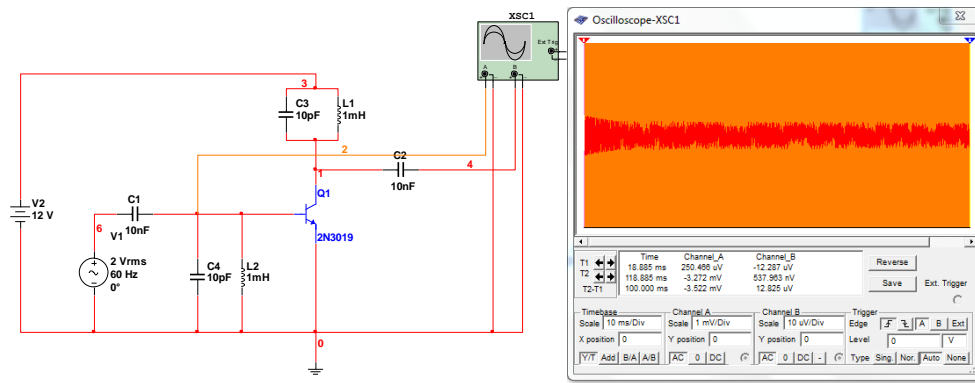 XSC1
Ext Trig
A
B
3
C3
10pF
L1
1mH
2
C2
10nF
4
1
Q1
2N3019
V2
12 V
C1
10nF
6
V1
2 Vrms
60 Hz
0°
C4
10pF
L2
1mH
0
Oscilloscope-XSC1
Time Channel_A Channel_B
T1 18.885 ms 250.466 uV -12.287 uV
T2 118.885 ms -3.272 mV 537.963 nV
T2-T1 100.000 ms -3.522 mV 12.825 uV
Reverse
Save
Ext. Trigger
Timebase
Scale 10 ms/Div
X position 0
Y/T Add B/A A/B
Channel A
Scale 1 mV/Div
Y position 0
AC 0 DC
Channel B
Scale 10 uV/Div
Y position 0
AC 0 DC -
Trigger
Edge A B Ext
Level 0 V
Type Sing. Nor. Auto None